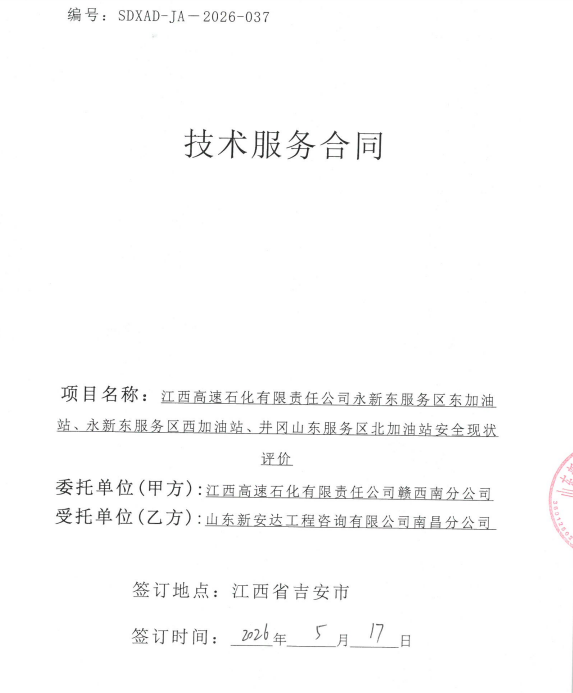 编号：SDXAD-JA－2026-037
技术服务合同
项目名称：江西高速石化有限责任公司永新东服务区东加油
站、永新东服务区西加油站、井冈山东服务区北加油站安全现状
评价
委托单位(甲方):江西高速石化有限责任公司赣西南分公司
受托单位(乙方):山东新安达工程咨询有限公司南昌分公司
签订地点：江西省吉安市
签订时间：2026年5月17日